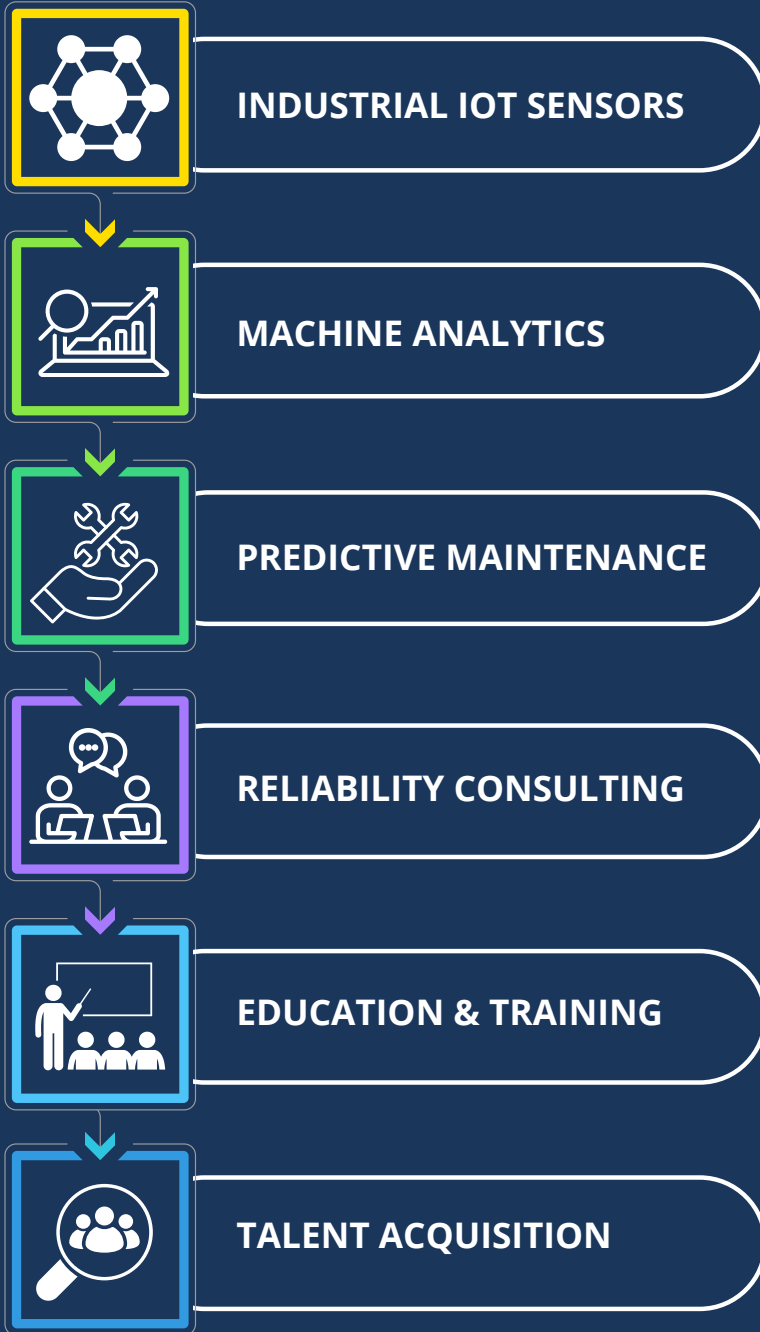 INDUSTRIAL IOT SENSORS
MACHINE ANALYTICS
PREDICTIVE MAINTENANCE
RELIABILITY CONSULTING
EDUCATION & TRAINING
TALENT ACQUISITION